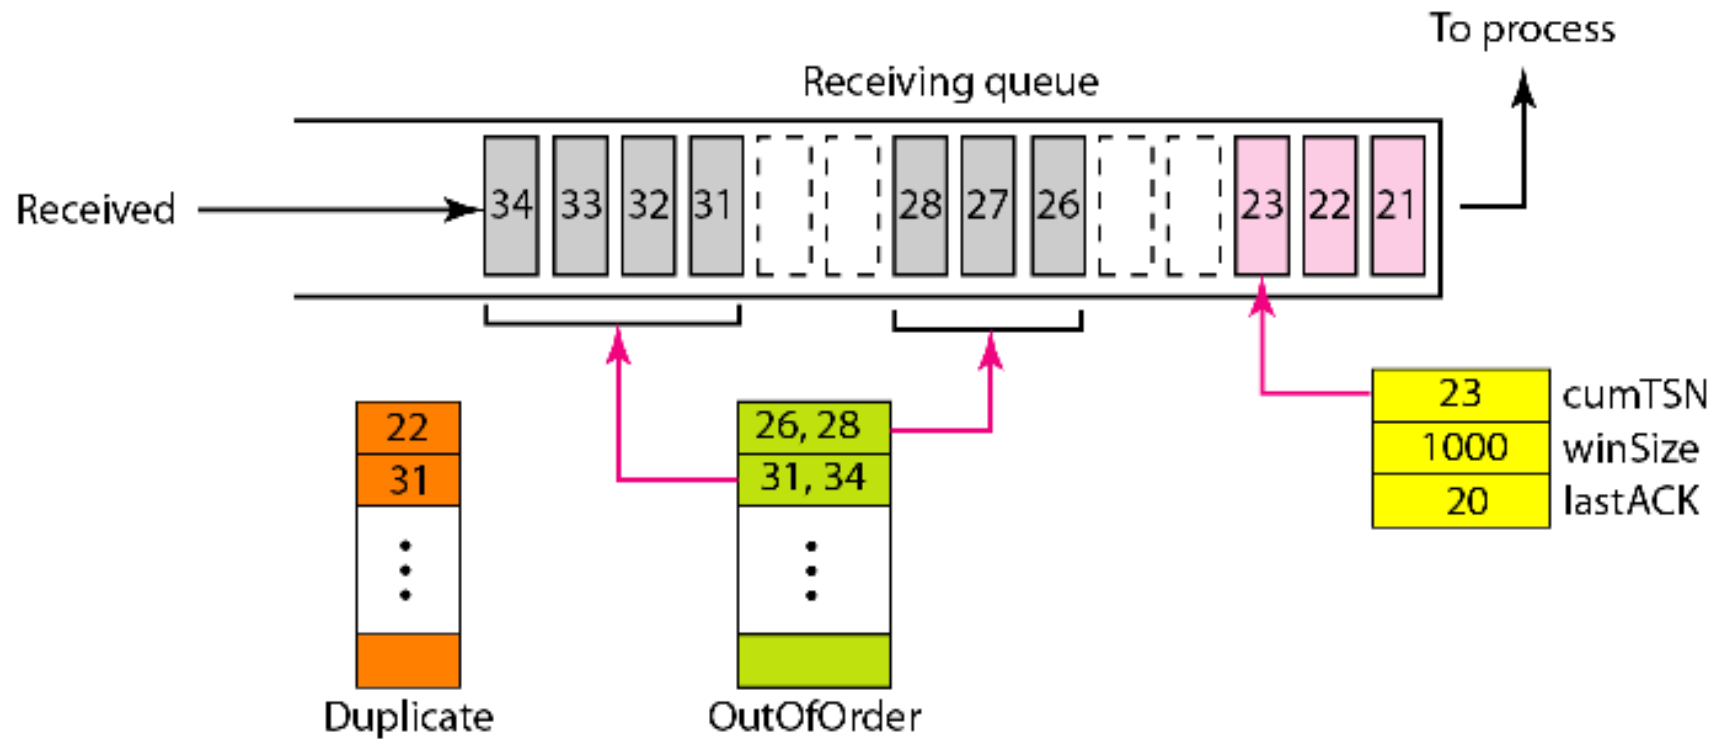 To process
Receiving queue
Received
34 33 32 31 28 27 26 23 22 21
23 cumTSN
1000 winSize
20 lastACK
22
31
Duplicate
26, 28
31, 34
OutOfOrder